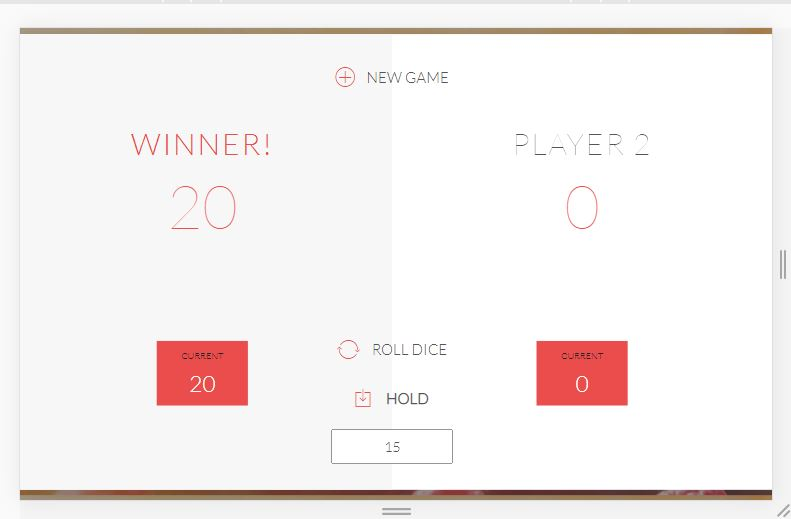 NEW GAME
WINNER!
PLAYER 2
20
0
CURRENT
20
CURRENT
0
ROLL DICE
HOLD
15